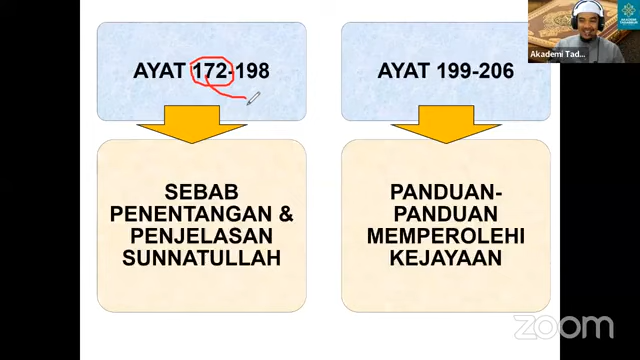 AYAT 172-198
SEBAB
PENENTANGAN &
PENJELASAN
SUNNATULLAH
AYAT 199-206
PANDUAN-
PANDUAN
MEMPEROLEHI
KEJAYAAN
Akademi Tad...
zoom